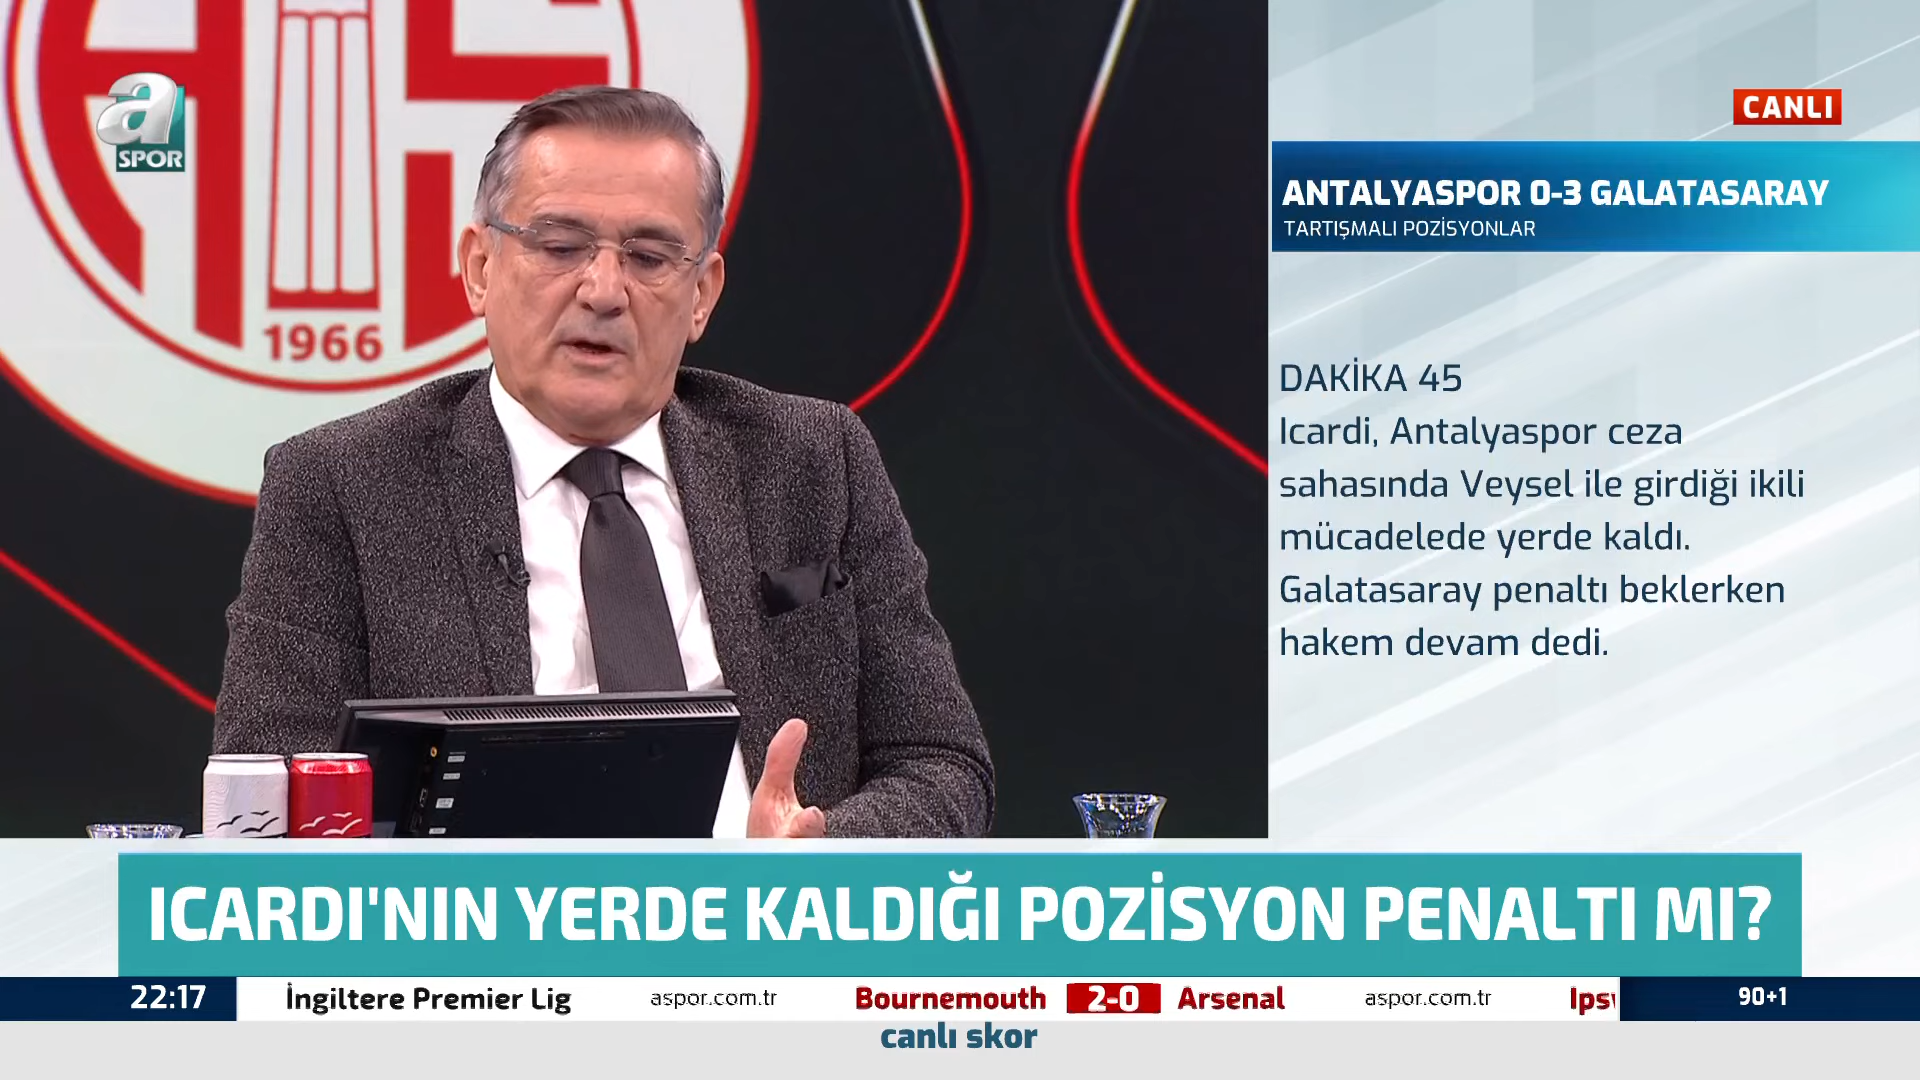 a
SPOR
1966
CANLI
ANTALYASPOR 0-3 GALATASARAY
TARTIŞMALI POZİSYONLAR
DAKİKA 45
Icardi, Antalyaspor ceza
sahasında Veysel ile girdiği ikili
mücadelede yerde kaldı.
Galatasaray penaltı beklerken
hakem devam dedi.
ICARDI'NIN YERDE KALDIĞI POZİSYON PENALTI MI?
22:17 İngiltere Premier Lig aspor.com.tr Bournemouth 2-0 Arsenal aspor.com.tr 90+1
canlı skor